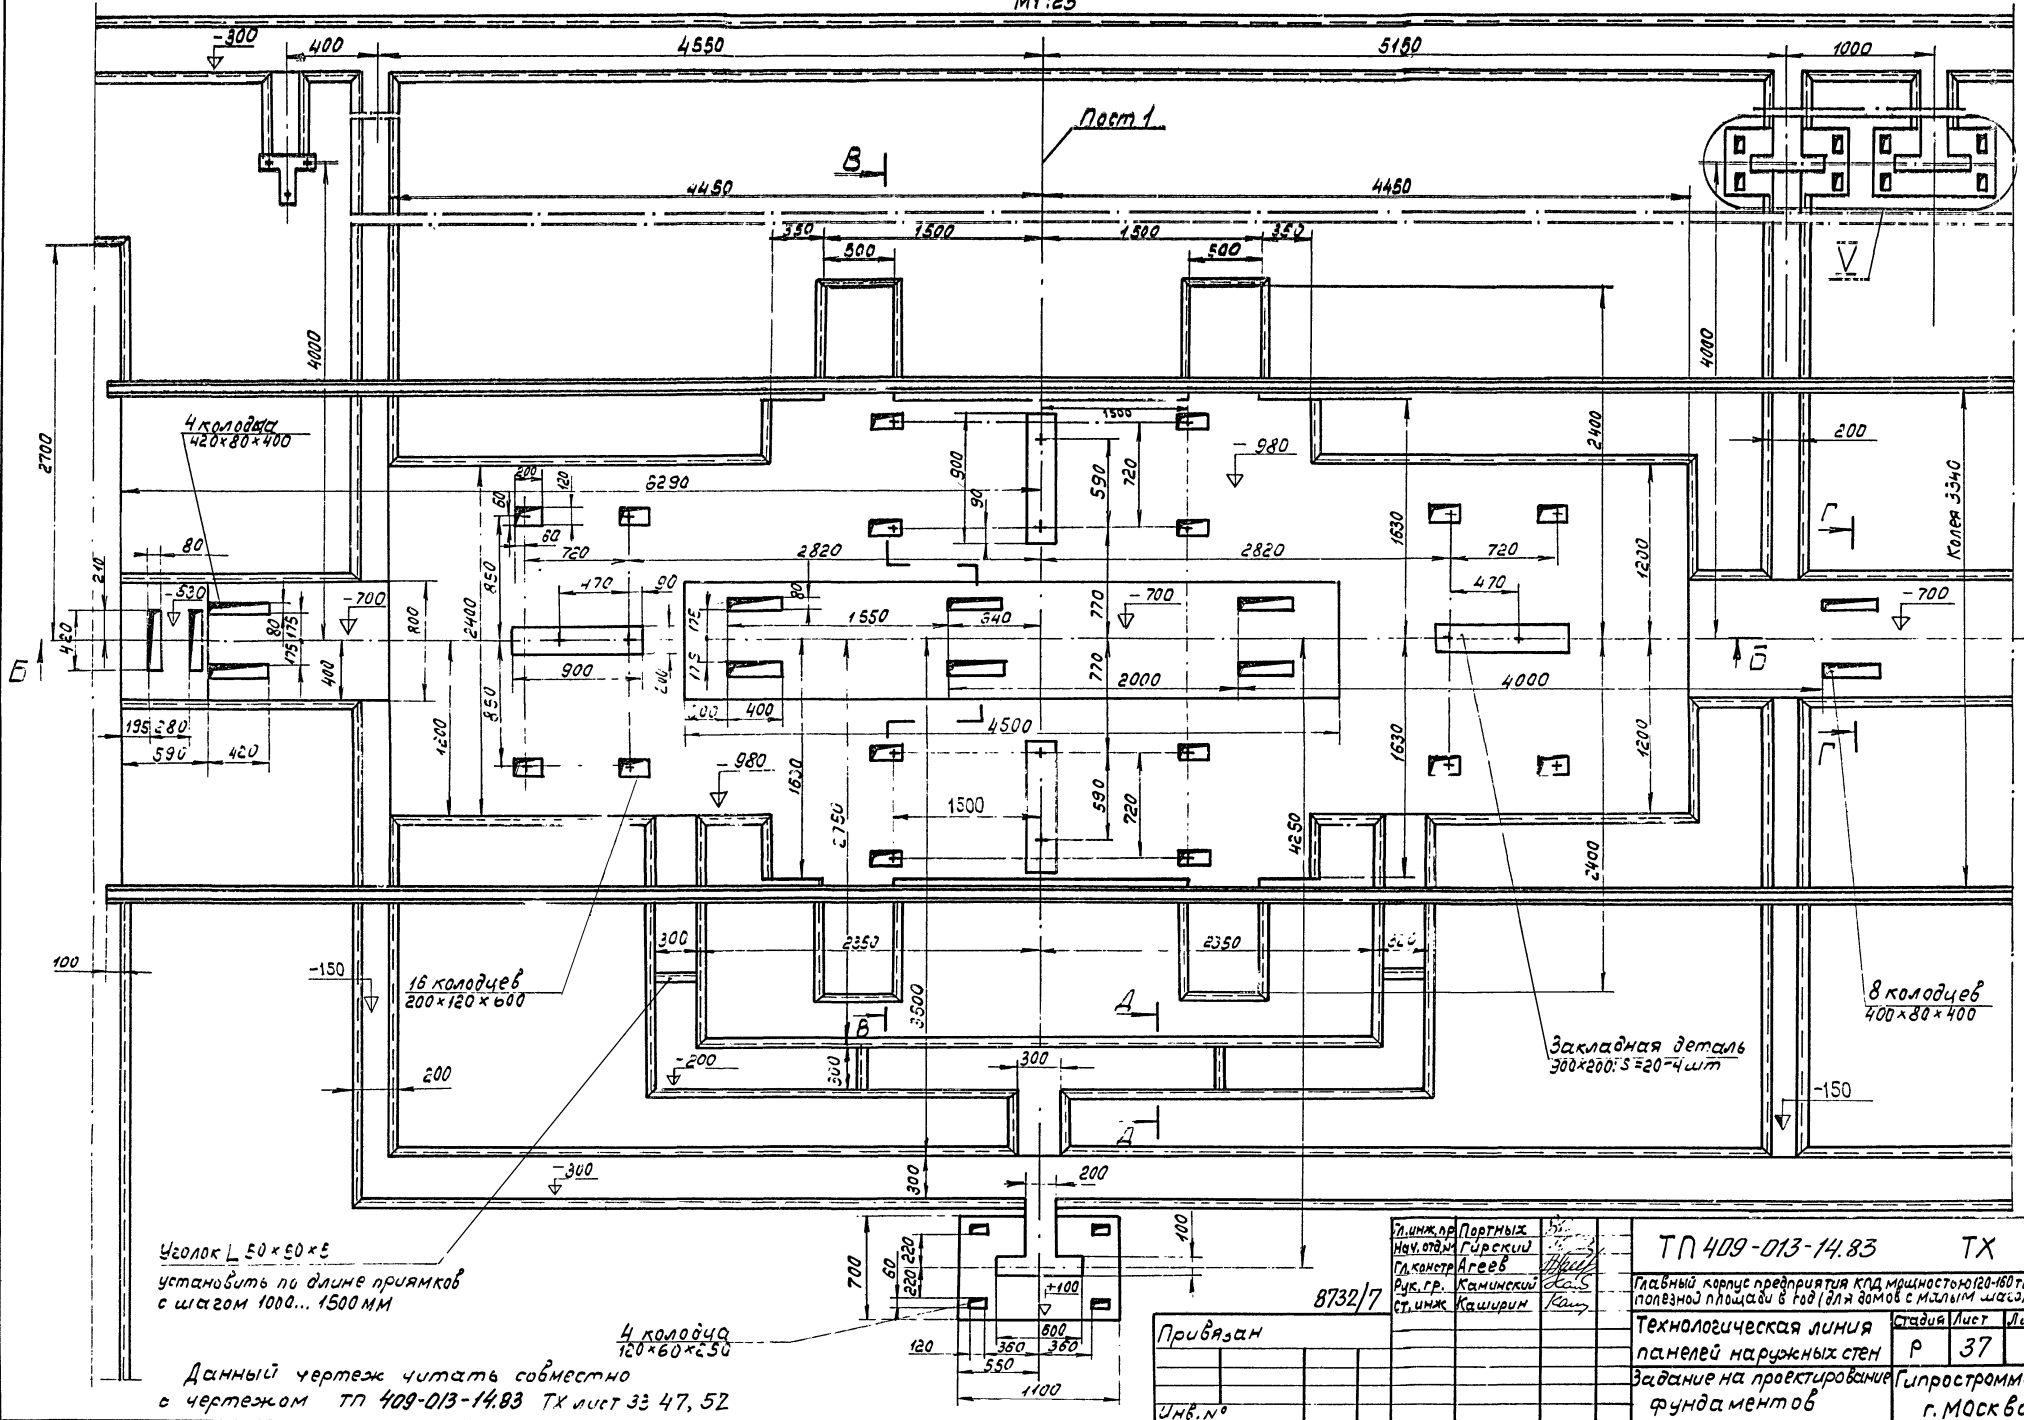 М1:25
-300
400
4550
5150
1000
Пост 1
В
4450
4450
350
1500
1500
350
500
500
V
4000
4000
2700
4 колодца
420×80×400
1500
-980
2400
200
6290
200
120
60
60
900
90
590
720
1630
Колея 3340
Г
80
210
720
2820
2820
720
1200
850
470
90
470
-530
-700
800
2400
80
1550
540
770
-700
-700
420
80
175
175
400
175
175
Б
Б
900
200
2000
4000
770
195
280
590
420
850
1200
200
400
4500
1630
1200
Г
-980
1630
2750
1500
590
720
4250
2400
100
-150
300
2350
2350
300
16 колодцев
200×120×600
3500
В
Д
8 колодцев
400×80×400
200
-200
300
300
Закладная деталь
900×200; S=20-4шт
-150
Д
-300
300
200
Уголок L 50×50×5
установить по длине приямков
с шагом 1000... 1500 мм
700
60
220
220
100
+100
600
120
360
360
550
1100
4 колодца
120×60×250
Данный чертеж читать совместно
с чертежом ТП 409-013-14.83 ТХ лист 33 47, 52
8732/7
Привязан
Инв.№
Гл.инж.пр Портных
Нач.отд.№1 Гирский
Гл.констр Агеев
Рук.гр. Каминский
Ст.инж Каширин
ТП 409-013-14.83 ТХ
Главный корпус предприятия КПД мощностью 120-160 т
полезной площади в год (для домов с малым
Технологическая линия
панелей наружных стен
Стадия Лист
Р 37
Задание на проектирование
фундаментов
Гипростромм
г. Москва